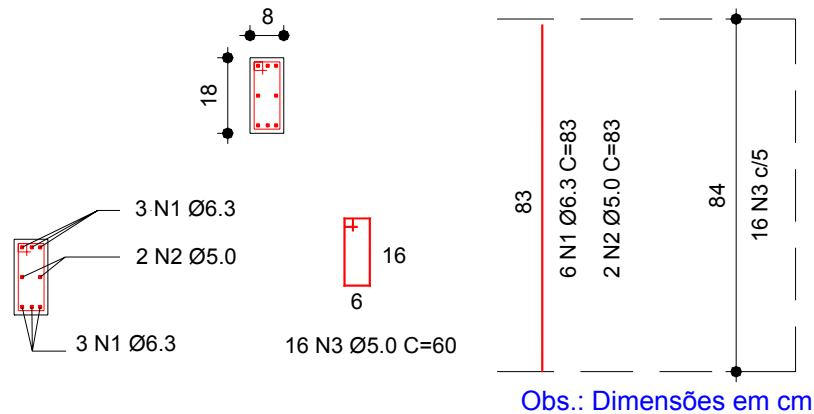 8
18
3 N1 Ø6.3
2 N2 Ø5.0
3 N1 Ø6.3
16
6
16 N3 Ø5.0 C=60
83
6 N1 Ø6.3 C=83
2 N2 Ø5.0 C=83
84
16 N3 c/5
Obs.: Dimensões em cm